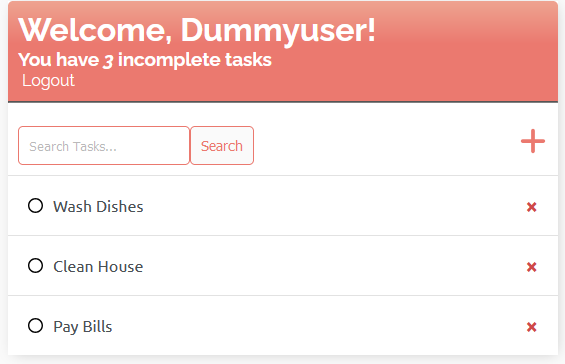 Welcome, Dummyuser!
You have 3 incomplete tasks
Logout
Search Tasks...
Search
Wash Dishes
Clean House
Pay Bills